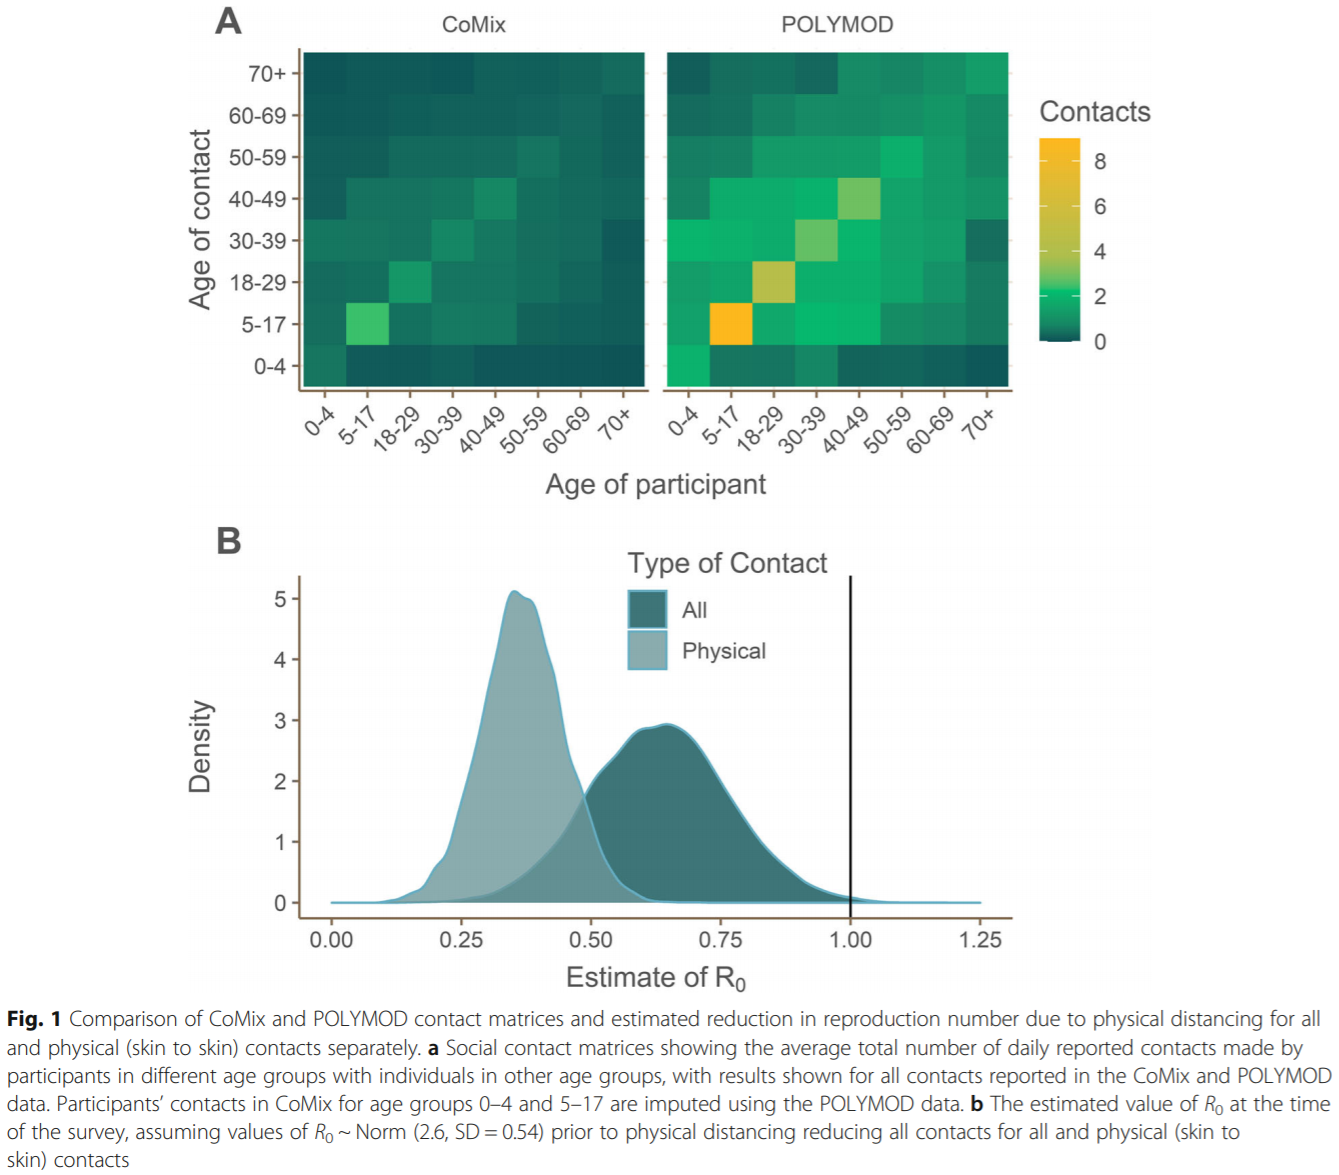 A
CoMix
POLYMOD
Age of contact
70+
60-69
50-59
40-49
30-39
18-29
5-17
0-4
0-4
5-17
18-29
30-39
40-49
50-59
60-69
70+
0-4
5-17
18-29
30-39
40-49
50-59
60-69
70+
Age of participant
Contacts
8
6
4
2
0
B
Type of Contact
All
Physical
Density
5
4
3
2
1
0
0.00
0.25
0.50
0.75
1.00
1.25
Estimate of R0
Fig. 1 Comparison of CoMix and POLYMOD contact matrices and estimated reduction in reproduction number due to physical distancing for all
and physical (skin to skin) contacts separately. a Social contact matrices showing the average total number of daily reported contacts made by
participants in different age groups with individuals in other age groups, with results shown for all contacts reported in the CoMix and POLYMOD
data. Participants’ contacts in CoMix for age groups 0–4 and 5–17 are imputed using the POLYMOD data. b The estimated value of R0 at the time
of the survey, assuming values of R0 ~ Norm (2.6, SD = 0.54) prior to physical distancing reducing all contacts for all and physical (skin to
skin) contacts